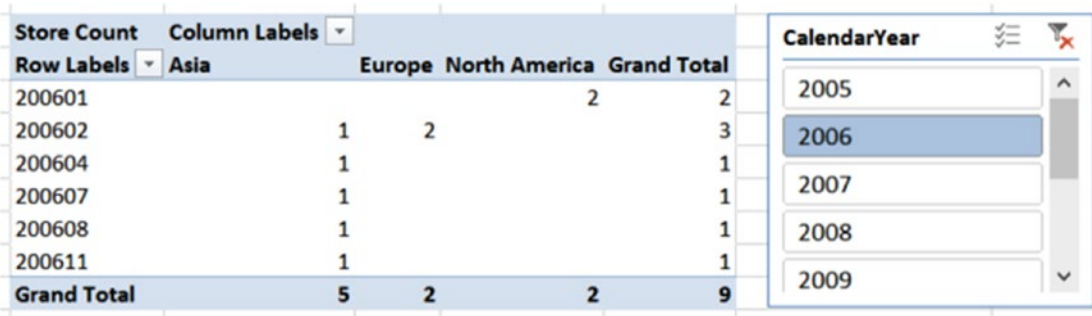 Store Count Column Labels
Row Labels Asia Europe North America Grand Total
200601 2 2
200602 1 2 3
200604 1 1
200607 1 1
200608 1 1
200611 1 1
Grand Total 5 2 2 9
CalendarYear
2005
2006
2007
2008
2009